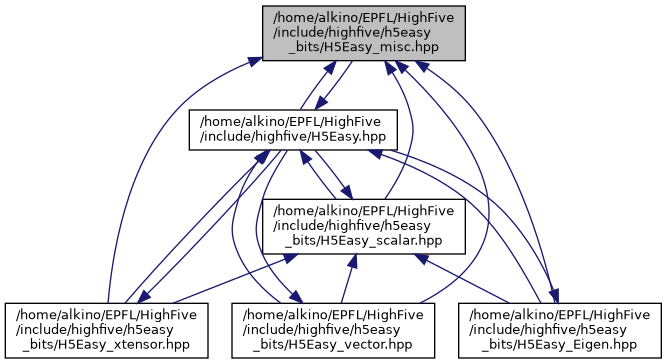 /home/alkino/EPFL/HighFive
/include/highfive/h5easy
_bits/H5Easy_misc.hpp
/home/alkino/EPFL/HighFive
/include/highfive/H5Easy.hpp
/home/alkino/EPFL/HighFive
/include/highfive/h5easy
_bits/H5Easy_scalar.hpp
/home/alkino/EPFL/HighFive
/include/highfive/h5easy
_bits/H5Easy_xtensor.hpp
/home/alkino/EPFL/HighFive
/include/highfive/h5easy
_bits/H5Easy_vector.hpp
/home/alkino/EPFL/HighFive
/include/highfive/h5easy
_bits/H5Easy_Eigen.hpp